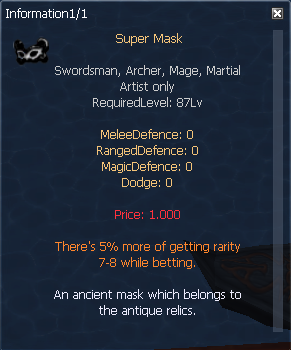 Information1/1
Super Mask
Swordsman, Archer, Mage, Martial
Artist only
RequiredLevel: 87Lv
MeleeDefence: 0
RangedDefence: 0
MagicDefence: 0
Dodge: 0
Price: 1.000
There's 5% more of getting rarity
7-8 while betting.
An ancient mask which belongs to
the antique relics.